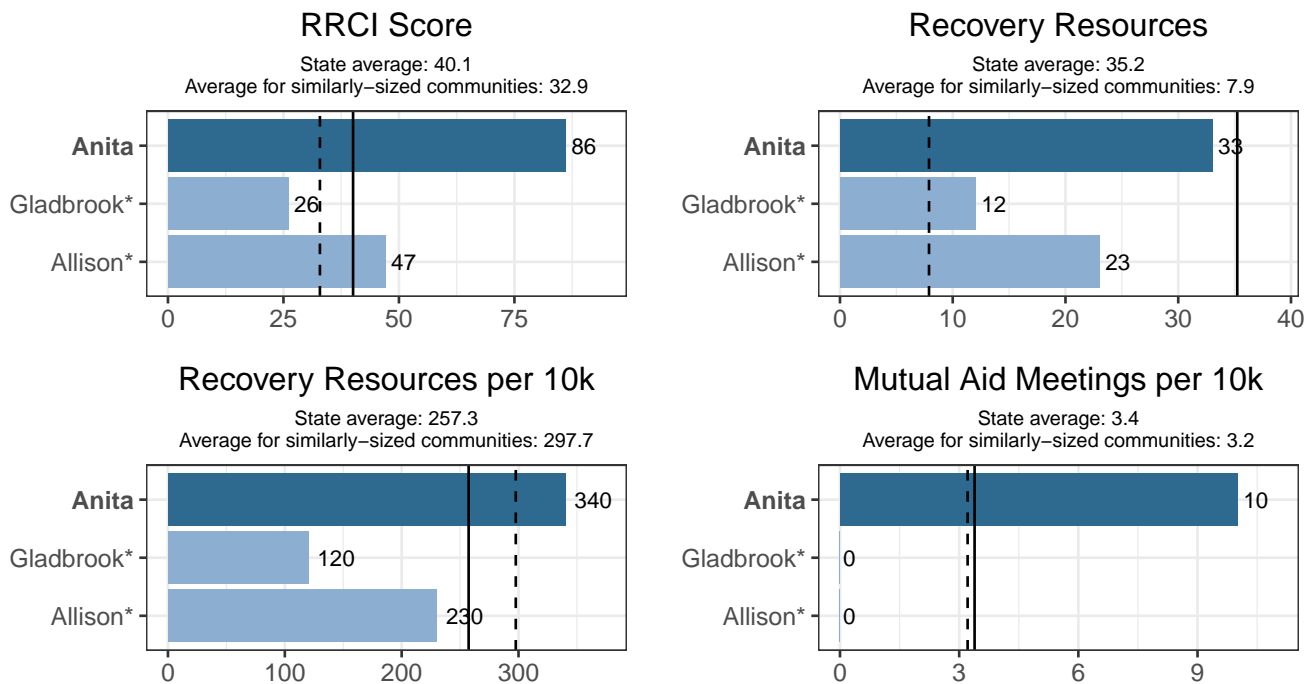 RRCI Score
State average: 40.1
Average for similarly−sized communities: 32.9
Anita
86
Gladbrook*
26
Allison*
47
0 25 50 75
Recovery Resources
State average: 35.2
Average for similarly−sized communities: 7.9
Anita
33
Gladbrook*
12
Allison*
23
0 10 20 30 40
Recovery Resources per 10k
State average: 257.3
Average for similarly−sized communities: 297.7
Anita
340
Gladbrook*
120
Allison*
230
0 100 200 300
Mutual Aid Meetings per 10k
State average: 3.4
Average for similarly−sized communities: 3.2
Anita
10
Gladbrook*
0
Allison*
0
0 3 6 9